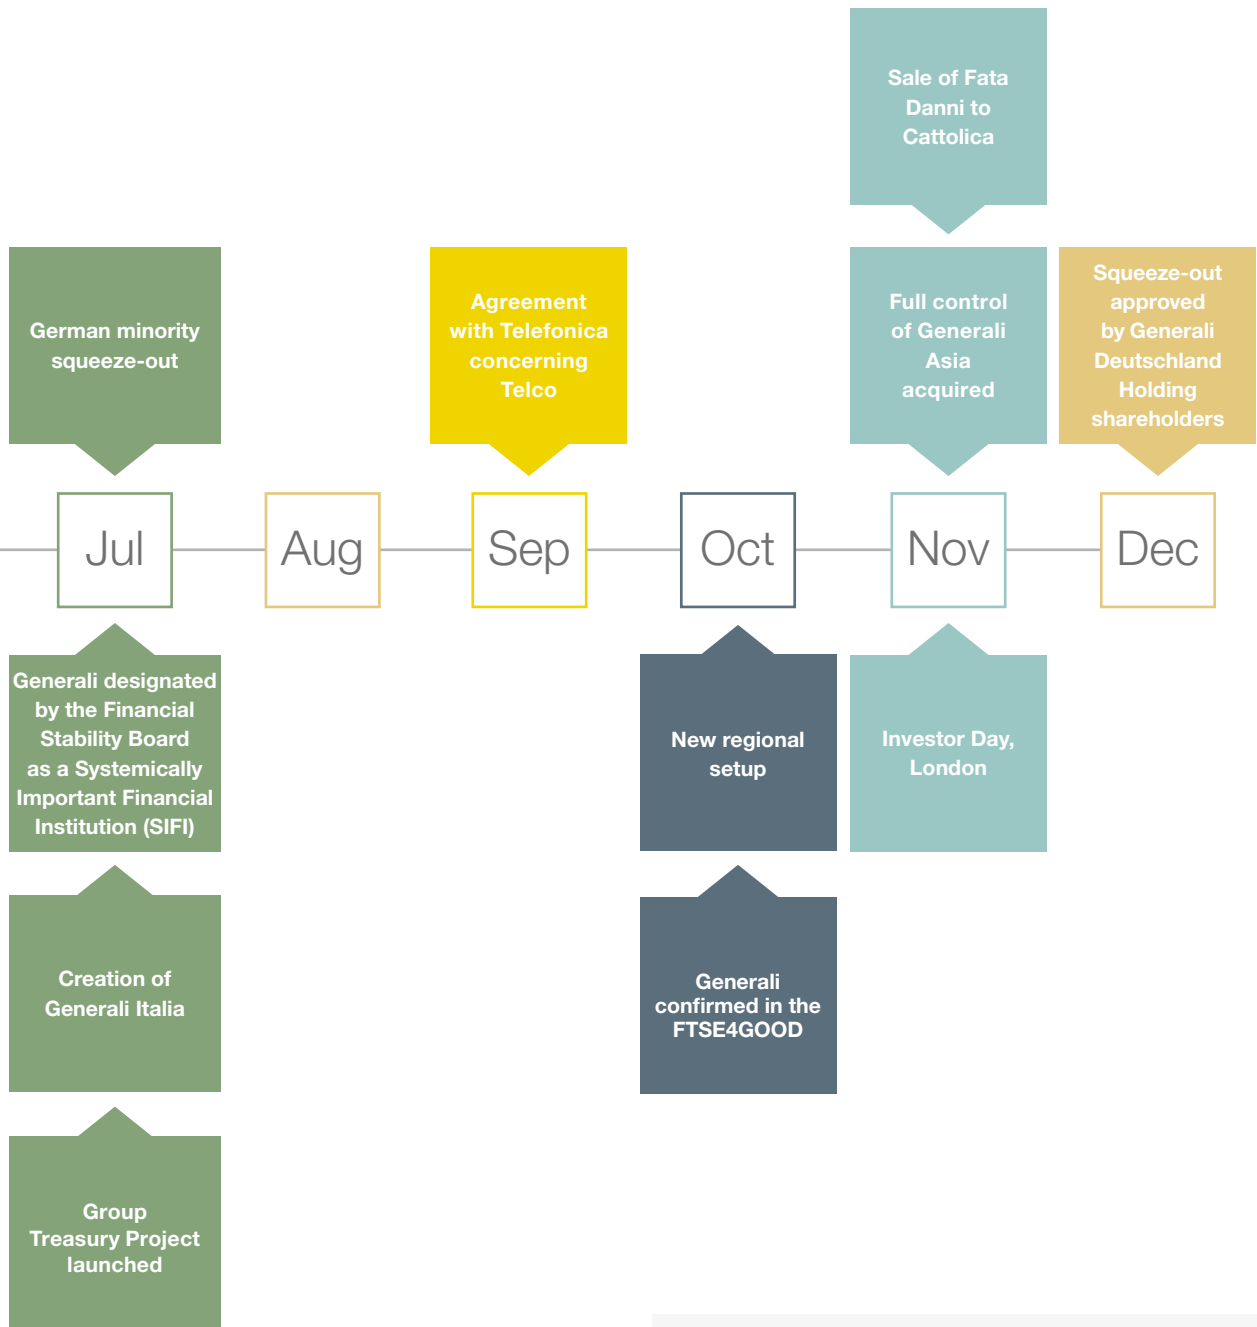 Sale of Fata
Danni to
Cattolica
German minority
squeeze-out
Agreement
with Telefonica
concerning
Telco
Full control
of Generali
Asia
acquired
Squeeze-out
approved
by Generali
Deutschland
Holding
shareholders
Jul
Aug
Sep
Oct
Nov
Dec
Generali designated
by the Financial
Stability Board
as a Systemically
Important Financial
Institution (SIFI)
New regional
setup
Investor Day,
London
Creation of
Generali Italia
Generali
confirmed in the
FTSE4GOOD
Group
Treasury Project
launched